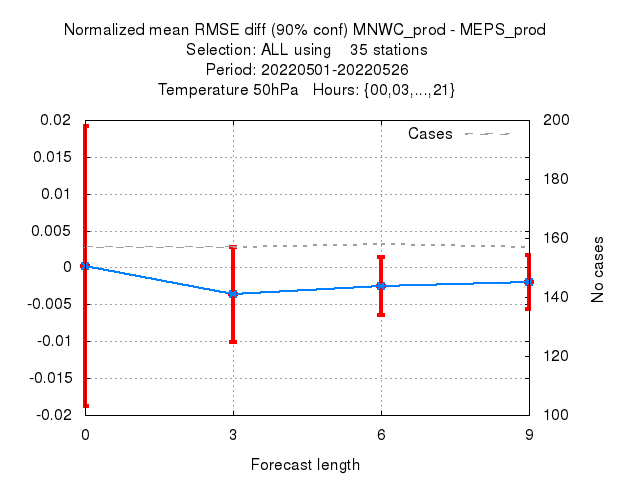 Normalized mean RMSE diff (90% conf) MNWC_prod - MEPS_prod
Selection: ALL using    35 stations
Period: 20220501-20220526
Temperature 50hPa   Hours: {00,03,...,21}
0.02
0.015
0.01
0.005
0
-0.005
-0.01
-0.015
-0.02
Cases
200
180
160
140
120
100
No cases
0 3 6 9
Forecast length